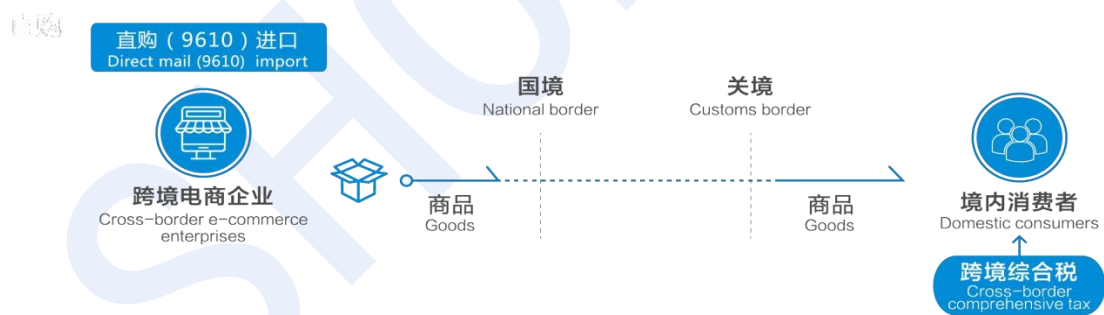 直购
直购（9610）进口
Direct mail (9610) import
国境
National border
关境
Customs border
跨境电商企业
Cross-border e-commerce
enterprises
商品
Goods
商品
Goods
境内消费者
Domestic consumers
跨境综合税
Cross-border
comprehensive tax